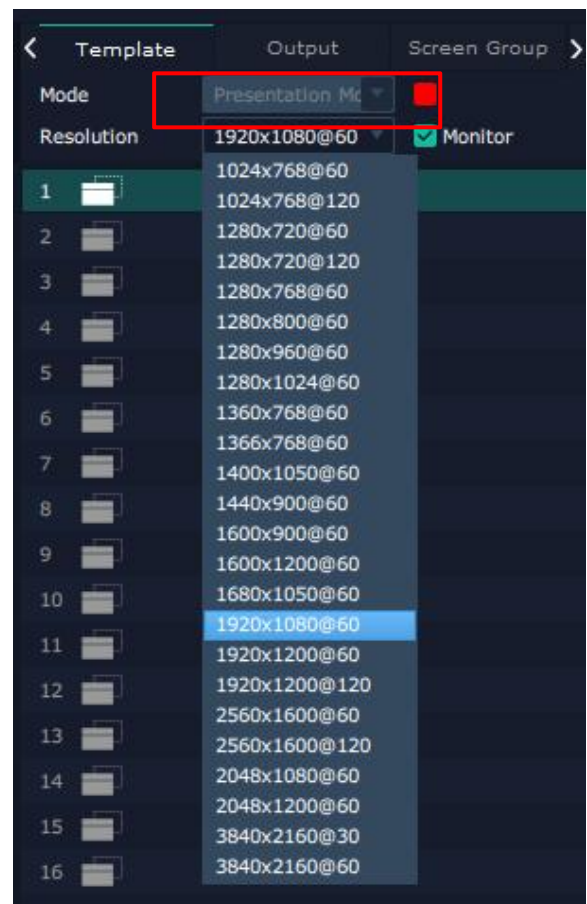 Template Output Screen Group
Mode Presentation Mo
Resolution 1920x1080@60 Monitor
1024x768@60
1 1024x768@120
2 1280x720@60
1280x720@120
3 1280x768@60
4 1280x800@60
1280x960@60
5 1280x1024@60
6 1360x768@60
1366x768@60
7 1400x1050@60
8 1440x900@60
1600x900@60
9 1600x1200@60
10 1680x1050@60
1920x1080@60
11 1920x1200@60
12 1920x1200@120
2560x1600@60
13 2560x1600@120
14 2048x1080@60
2048x1200@60
15 3840x2160@30
16 3840x2160@60